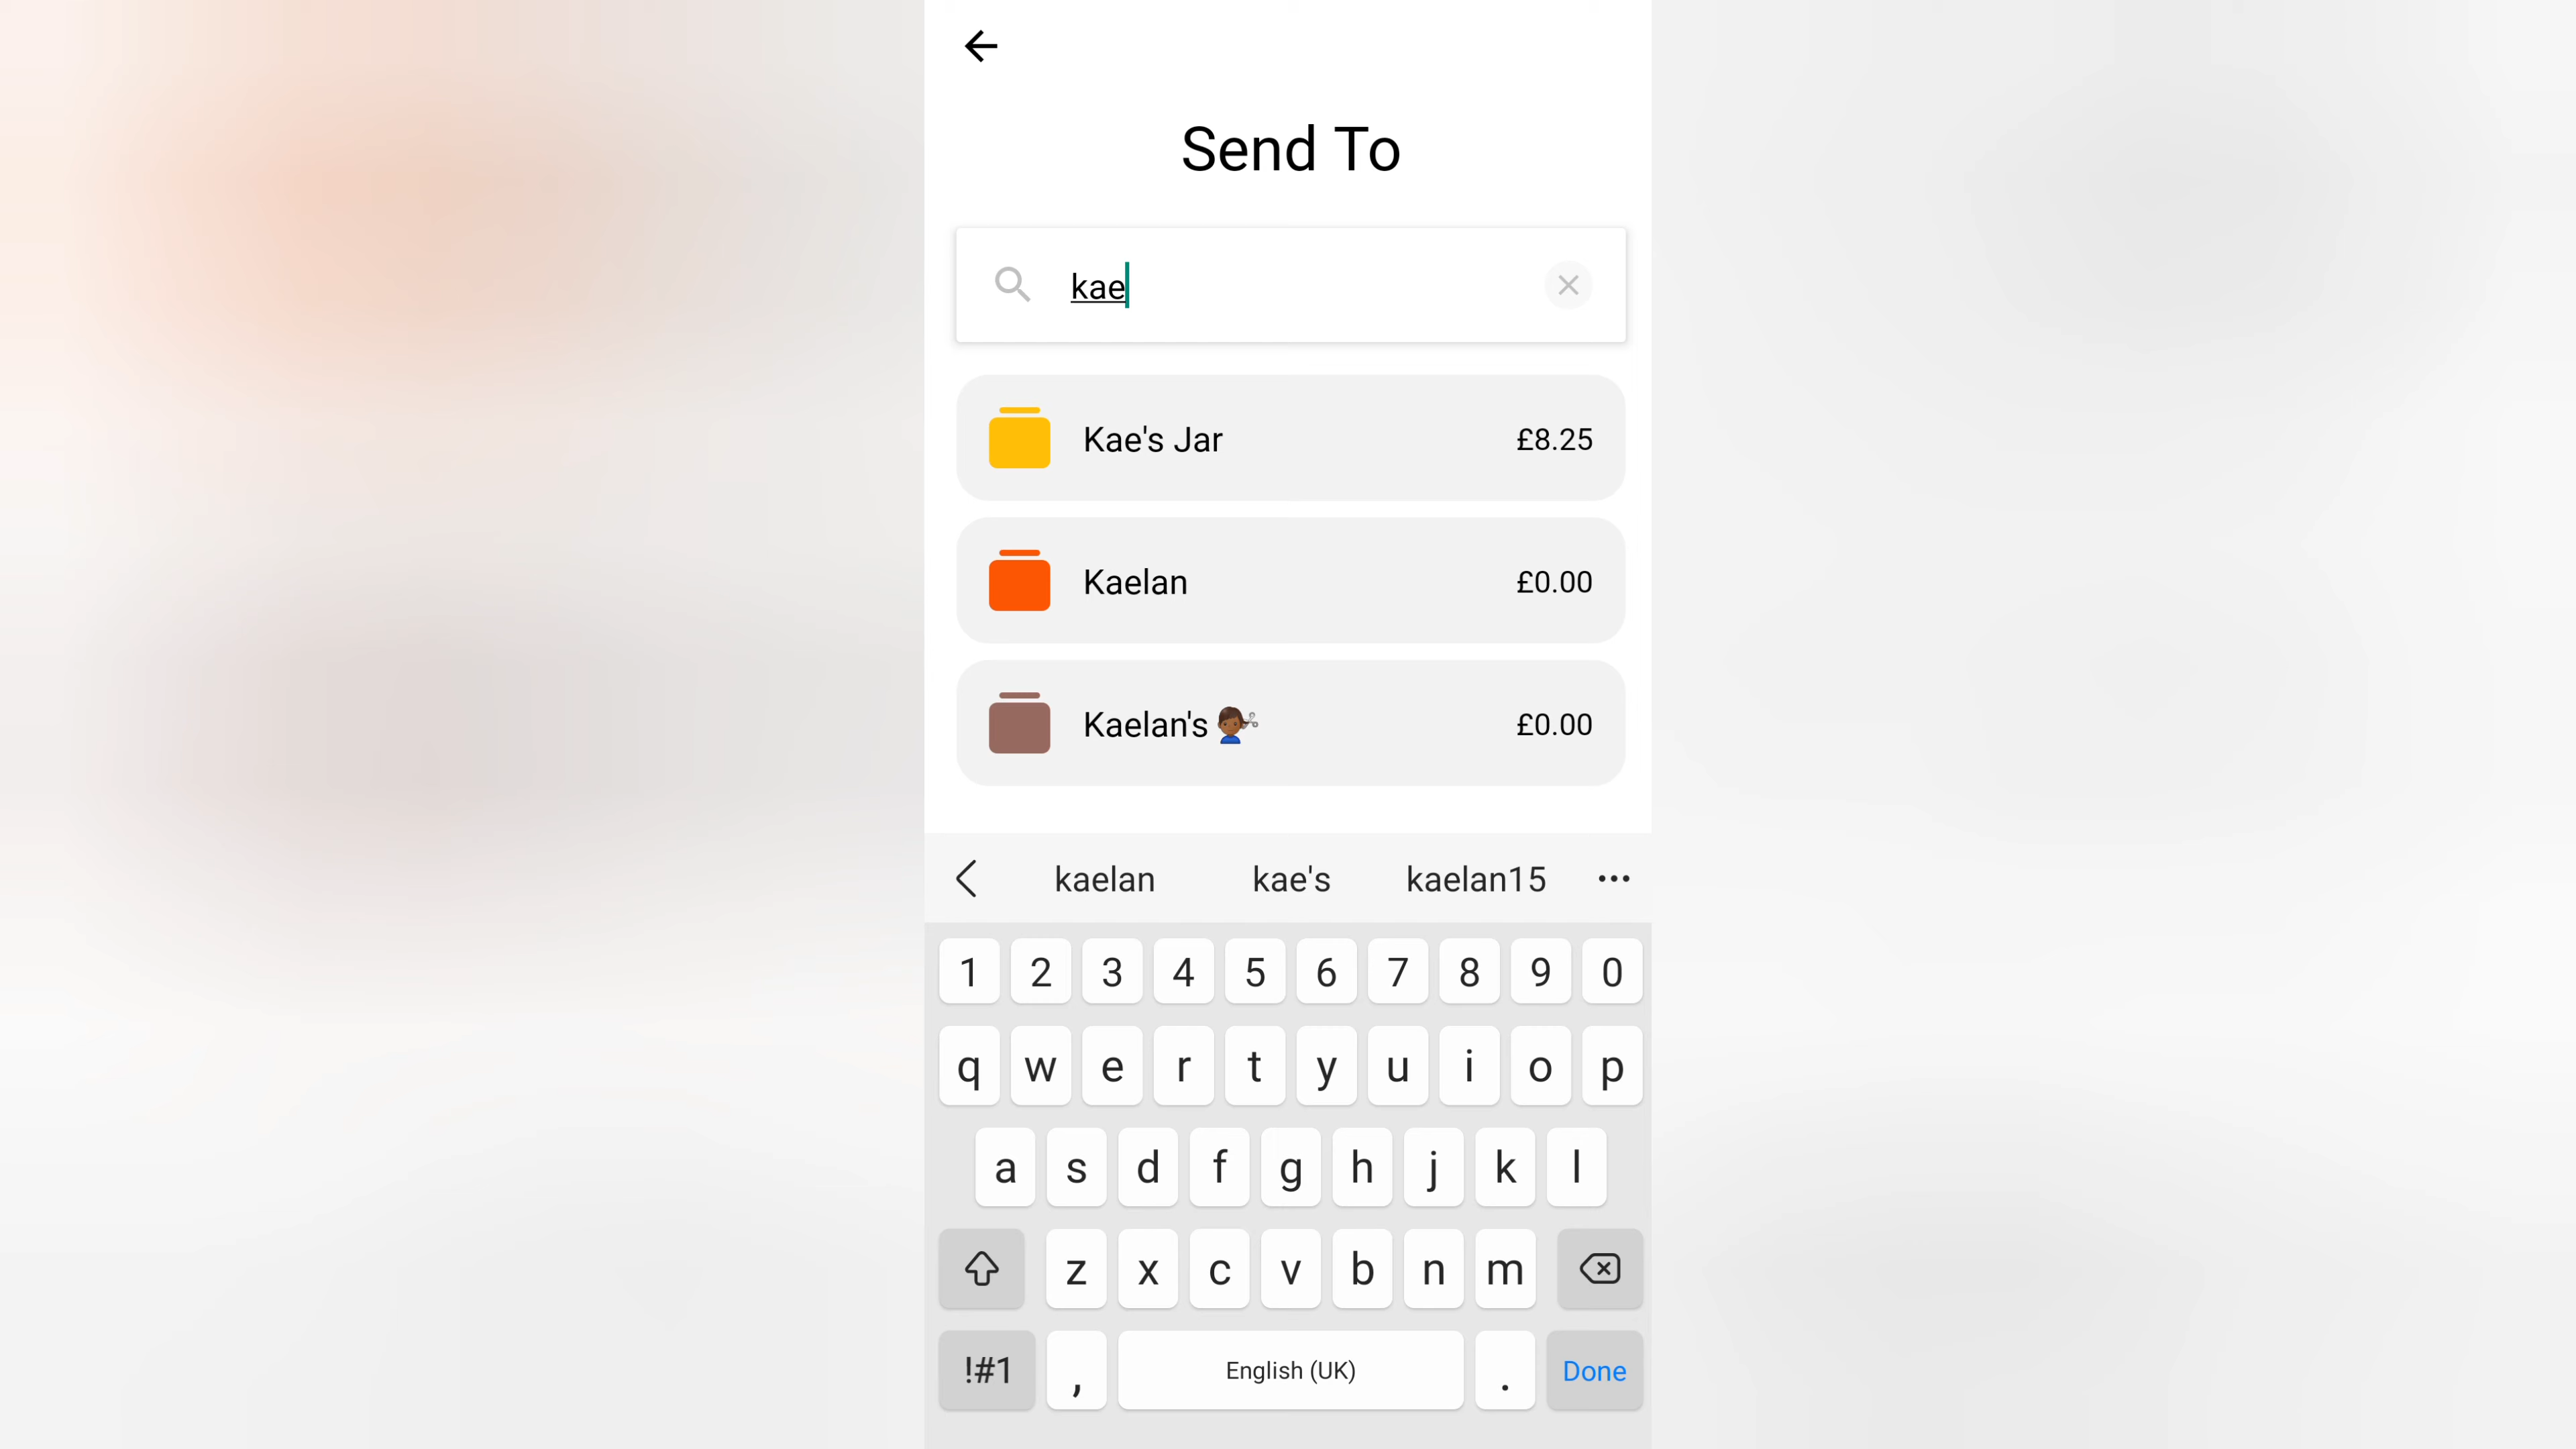 Send To
kae
Kae's Jar £8.25
Kaelan £0.00
Kaelan's £0.00
kaelan kae's kaelan15
1 2 3 4 5 6 7 8 9 0
q w e r t y u i o p
a s d f g h j k l
z x c v b n m
!#1 , English (UK) . Done